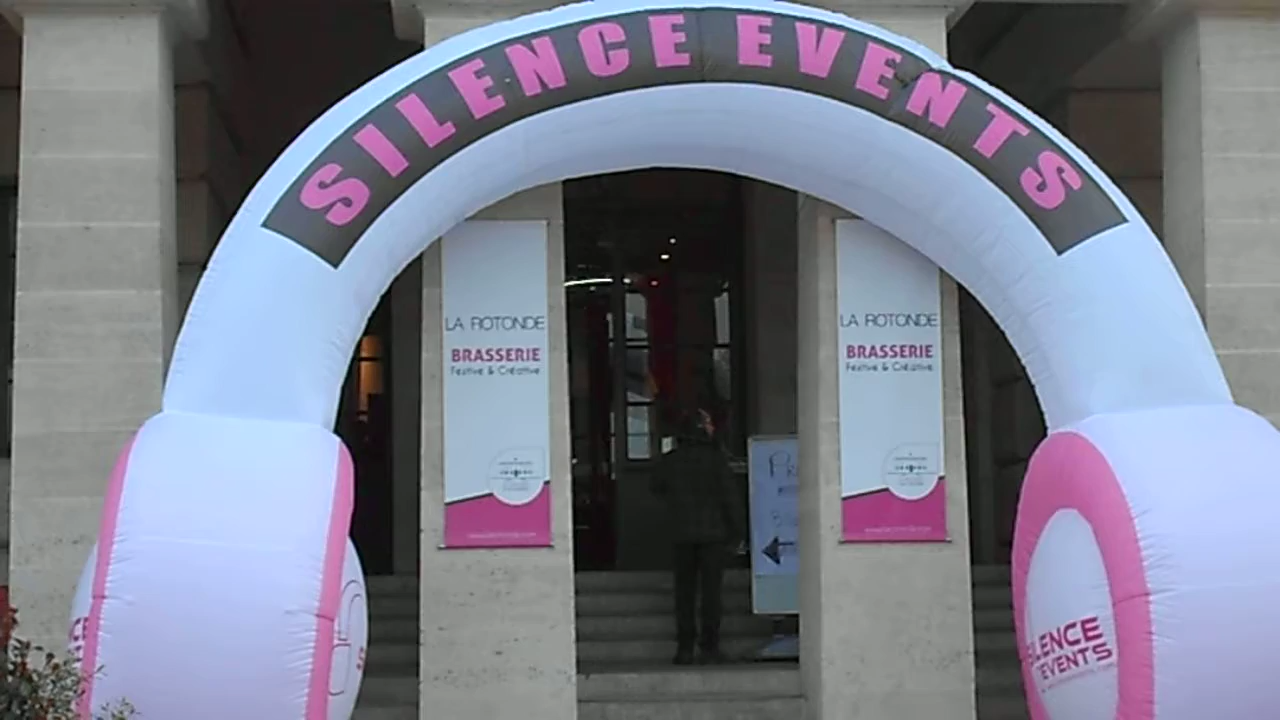 SILENCE EVENTS
LA ROTONDE
BRASSERIE
Festive & Créative
LA ROTONDE
BRASSERIE
Festive & Créative
SILENCE
EVENTS